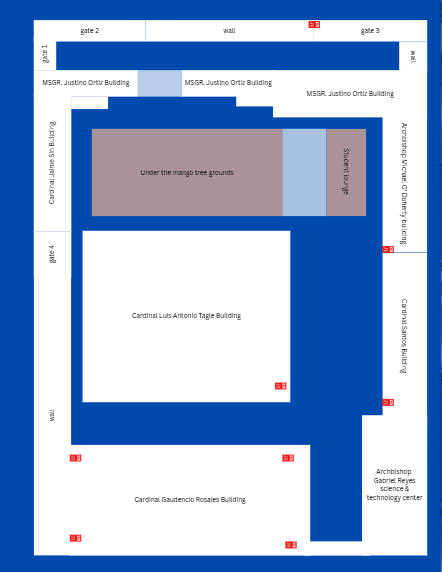 gate 2
wall
gate 3
gate 1
wall
MSGR. Justino Ortiz Building
MSGR. Justino Ortiz Building
MSGR. Justino Ortiz Building
Cardinal Jaime Sin Building
Under the mango tree grounds
Student lounge
Archbishop Michael O' Doherty building
gate 4
Cardinal Luis Antonio Tagle Building
Cardinal Santos Building
wall
Cardinal Gaudencio Rosales Building
Archbishop
Gabriel Reyes
science &
technology center